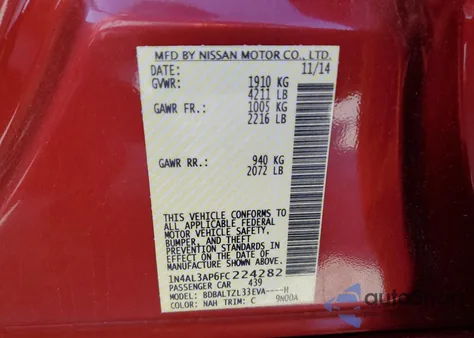 MFD BY NISSAN MOTOR CO., LTD.
DATE: 11/14
GVWR: 1910 KG
4211 LB
GAWR FR.: 1005 KG
2216 LB
GAWR RR.: 940 KG
2072 LB
THIS VEHICLE CONFORMS TO
ALL APPLICABLE FEDERAL
MOTOR VEHICLE SAFETY,
BUMPER, AND THEFT
PREVENTION STANDARDS IN
EFFECT ON THE DATE OF
MANUFACTURE SHOWN ABOVE.
1N4AL3AP6FC224282
PASSENGER CAR 439
MODEL: BDBALTZL33EVA----H
COLOR: NAH TRIM: C 9N00A